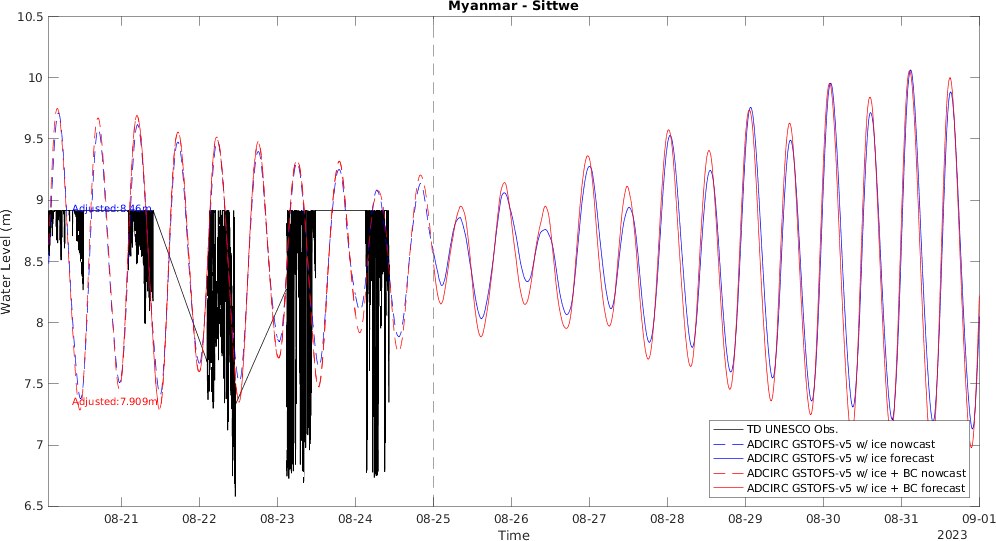 Myanmar - Sittwe
10.5
10
9.5
9
8.5
8
7.5
7
6.5
Water Level (m)
Adjusted:8.46m
Adjusted:7.909m
TD UNESCO Obs.
ADCIRC GSTOFS-v5 w/ ice nowcast
ADCIRC GSTOFS-v5 w/ ice forecast
ADCIRC GSTOFS-v5 w/ ice + BC nowcast
ADCIRC GSTOFS-v5 w/ ice + BC forecast
08-21 08-22 08-23 08-24 08-25 08-26 08-27 08-28 08-29 08-30 08-31 09-01
Time
2023